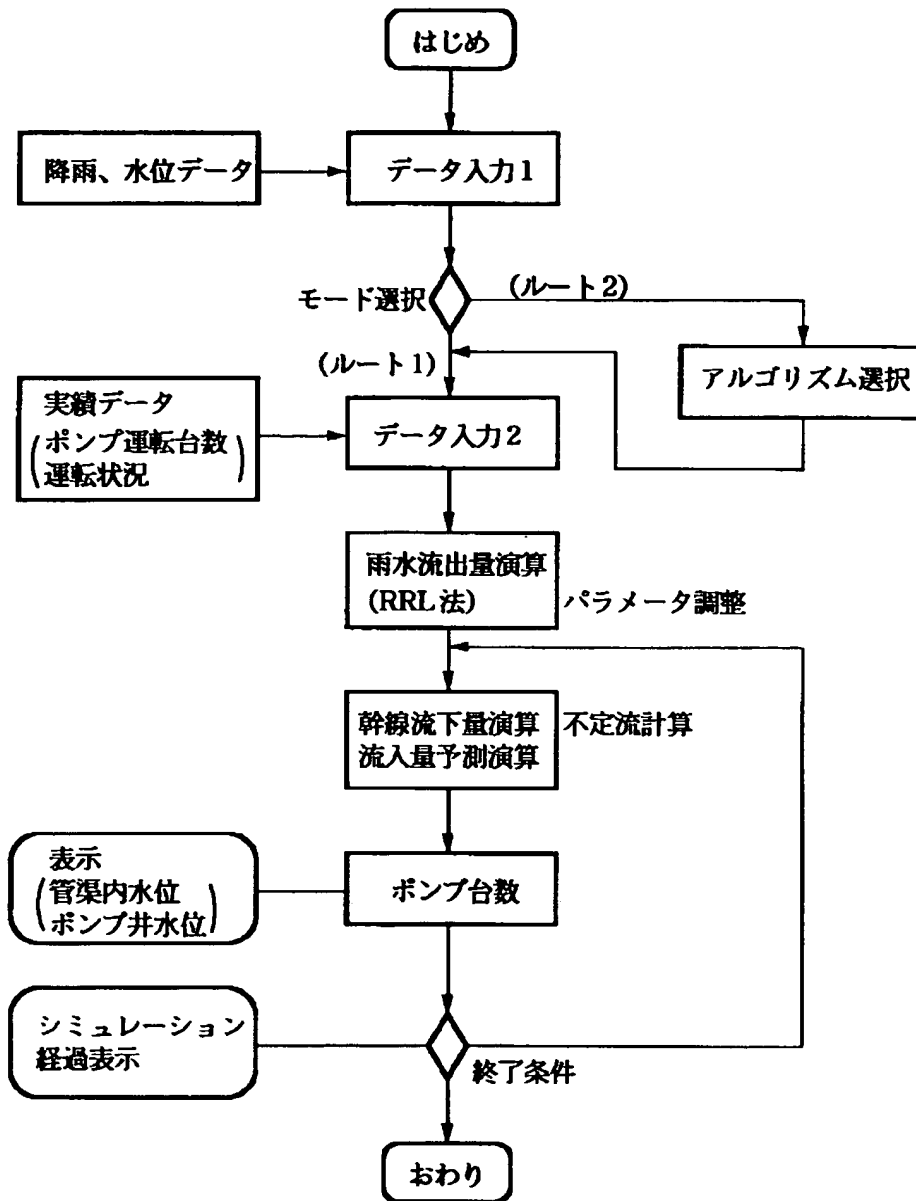 はじめ
降雨、水位データ
データ入力1
モード選択
(ルート2)
(ルート1)
アルゴリズム選択
実績データ
(ポンプ運転台数
運転状況)
データ入力2
雨水流出量演算
(RRL法)
パラメータ調整
幹線流下量演算
流入量予測演算
不定流計算
表示
(管渠内水位
ポンプ井水位)
ポンプ台数
シミュレーション
経過表示
終了条件
おわり